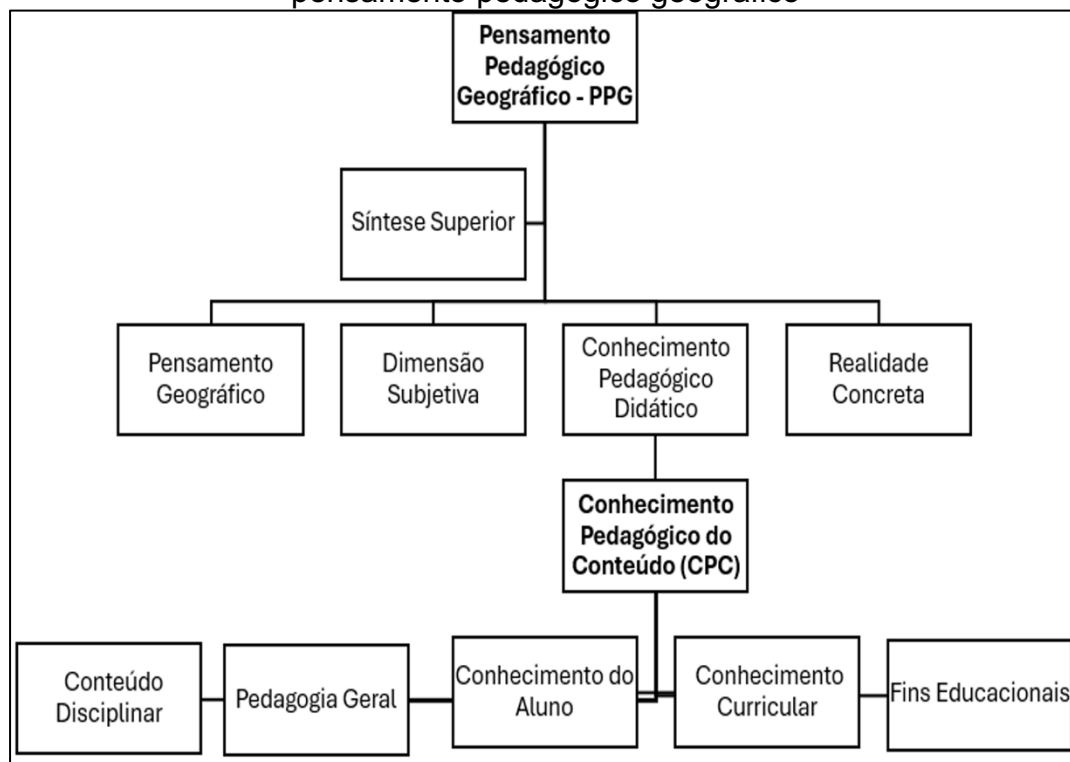 pensamento pedagógico geográfico
Pensamento
Pedagógico
Geográfico - PPG
Síntese Superior
Pensamento
Geográfico
Dimensão
Subjetiva
Conhecimento
Pedagógico
Didático
Realidade
Concreta
Conhecimento
Pedagógico do
Conteúdo (CPC)
Conteúdo
Disciplinar
Pedagogia Geral
Conhecimento do
Aluno
Conhecimento
Curricular
Fins Educacionais